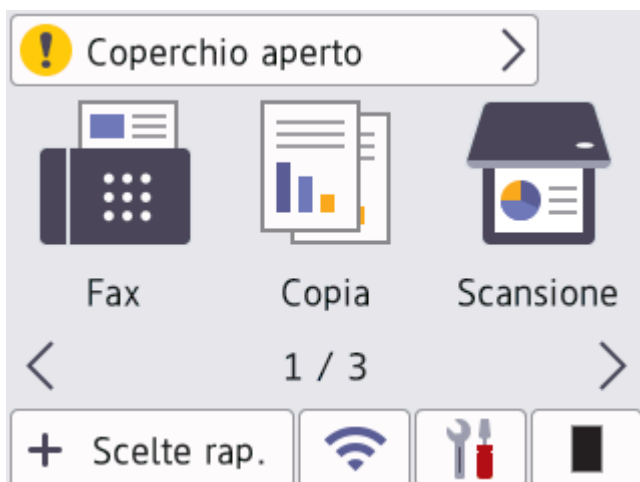 Coperchio aperto
Fax
Copia
Scansione
1 / 3
Scelte rap.